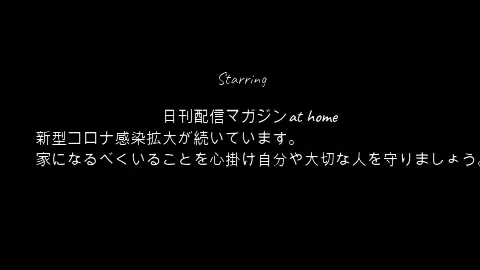 Starring
日刊配信マガジンat home
新型コロナ感染拡大が続いています。
家になるべくいることを心掛け自分や大切な人を守りましょう。